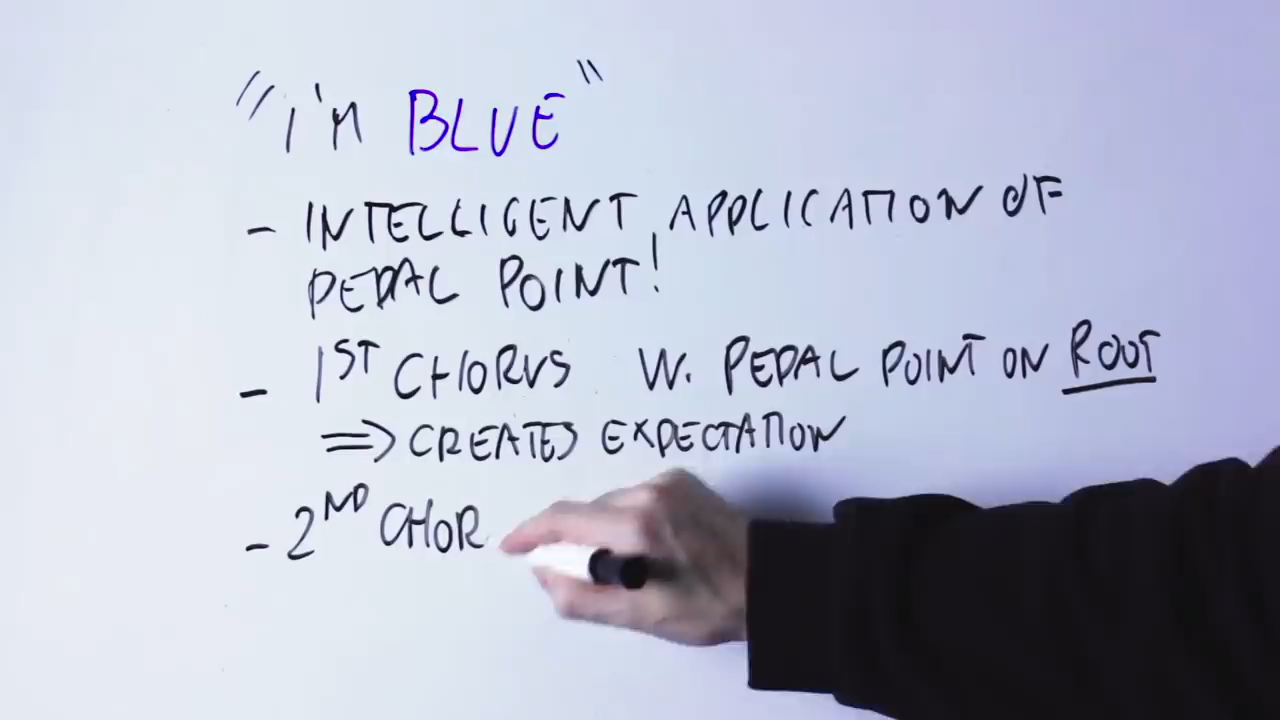 "I'M BLUE"
- INTELLIGENT APPLICATION OF
PEDAL POINT!
- 1ST CHORUS W. PEDAL POINT ON ROOT
=> CREATES EXPECTATION
- 2ND CHOR